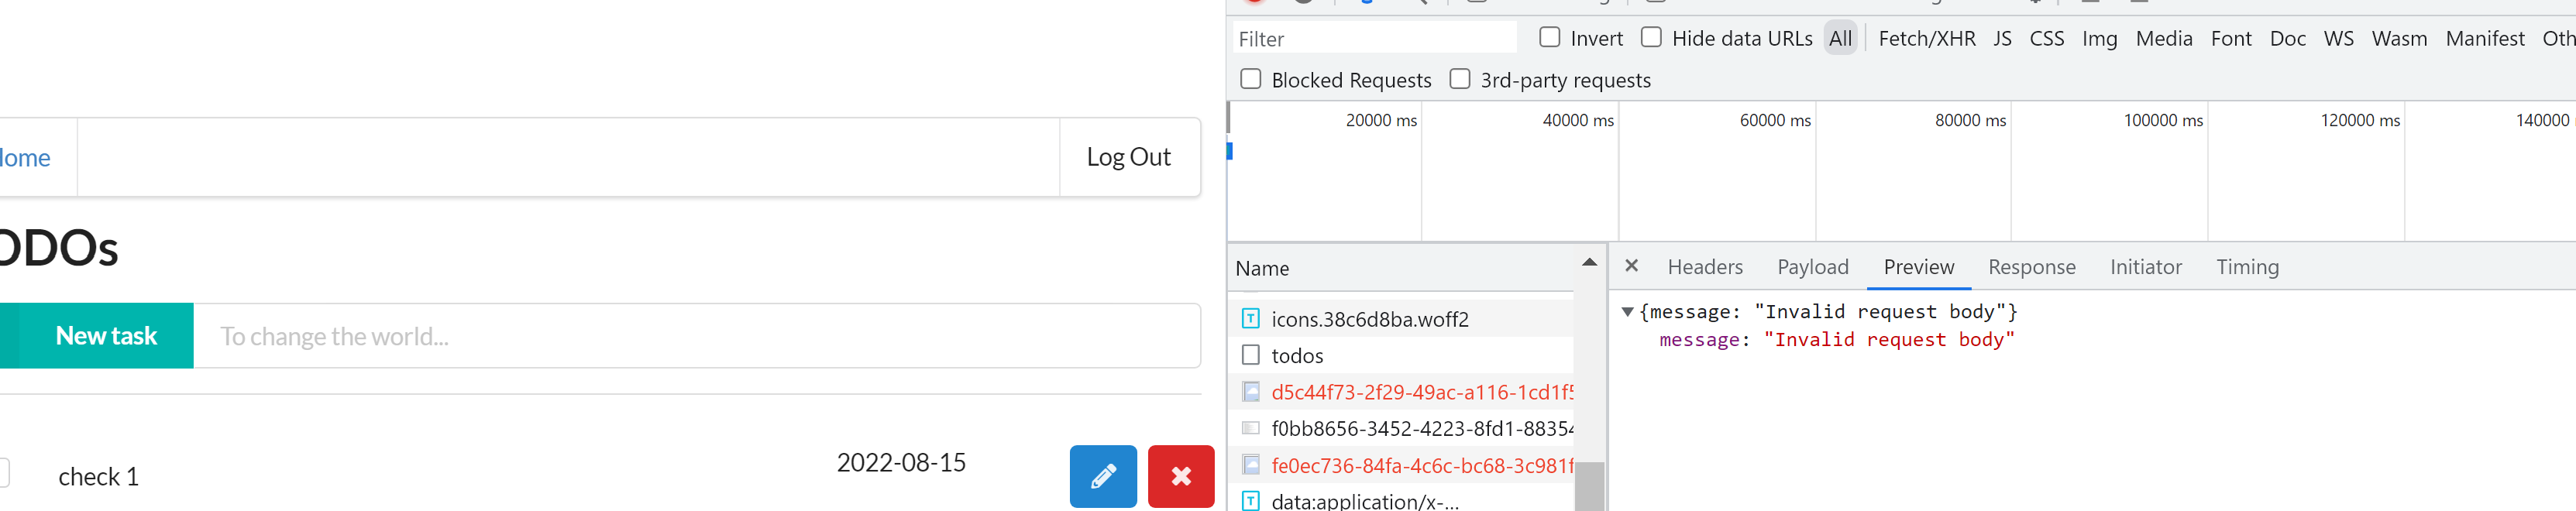 Home
Log Out
ODOs
New task
To change the world...
check 1
2022-08-15
Filter
Invert
Hide data URLs
All
Fetch/XHR
JS
CSS
Img
Media
Font
Doc
WS
Wasm
Manifest
Oth
Blocked Requests
3rd-party requests
20000 ms
40000 ms
60000 ms
80000 ms
100000 ms
120000 ms
140000
Name
icons.38c6d8ba.woff2
todos
d5c44f73-2f29-49ac-a116-1cd1f5
f0bb8656-3452-4223-8fd1-88354
fe0ec736-84fa-4c6c-bc68-3c981f
data:application/x-...
Headers
Payload
Preview
Response
Initiator
Timing
{message: "Invalid request body"}
message: "Invalid request body"